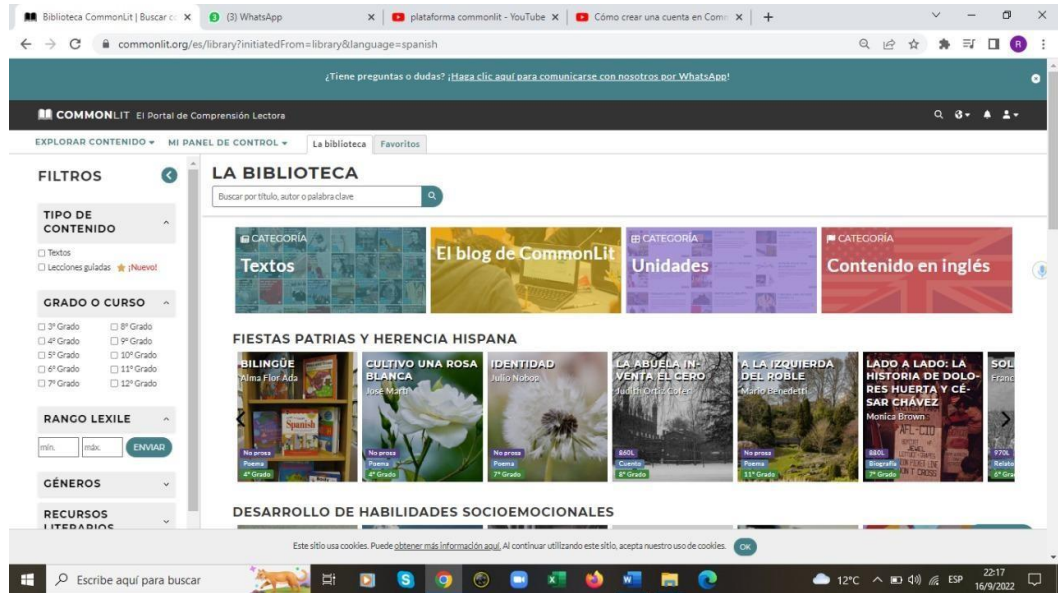 Biblioteca CommonLit | Buscar co
(3) WhatsApp
plataforma commonlit - YouTube
Cómo crear una cuenta en Comm
commonlit.org/es/library?initiatedFrom=library&language=spanish
R
¿Tiene preguntas o dudas? ¡Haga clic aquí para comunicarse con nosotros por WhatsApp!
COMMONLIT El Portal de Comprensión Lectora
EXPLORAR CONTENIDO MI PANEL DE CONTROL La biblioteca Favoritos
FILTROS
TIPO DE
CONTENIDO
Textos
Lecciones guiadas ¡Nuevo!
GRADO O CURSO
3º Grado 8º Grado
4º Grado 9º Grado
5º Grado 10º Grado
6º Grado 11º Grado
7º Grado 12º Grado
RANGO LEXILE
mín. máx. ENVIAR
GÉNEROS
RECURSOS
LITERARIOS
LA BIBLIOTECA
Buscar por título, autor o palabra clave
CATEGORÍA
Textos
El blog de CommonLit
CATEGORÍA
Unidades
CATEGORÍA
Contenido en inglés
FIESTAS PATRIAS Y HERENCIA HISPANA
BILINGÜE
Alma Flor Ada
Spanish
No prosa
Poema
4º Grado
CULTIVO UNA ROSA
BLANCA
José Martí
No prosa
Poema
4º Grado
IDENTIDAD
Julio Nobop
No prosa
Poema
7º Grado
LA ABUELA IN-
VENTA EL CERO
Judith Ortiz Cofer
860L
Cuento
8º Grado
A LA IZQUIERDA
DEL ROBLE
Mario Benedetti
No prosa
Poema
11º Grado
LADO A LADO: LA
HISTORIA DE DOLO-
RES HUERTA Y CÉ-
SAR CHÁVEZ
Monica Brown
AFL-CIO
880L
Biografía
7º Grado
SOL
Franc
970L
Relato
6º Gra
DESARROLLO DE HABILIDADES SOCIOEMOCIONALES
Este sitio usa cookies. Puede obtener más información aquí. Al continuar utilizando este sitio, acepta nuestro uso de cookies. OK
Escribe aquí para buscar
12°C
ESP
22:17
16/9/2022